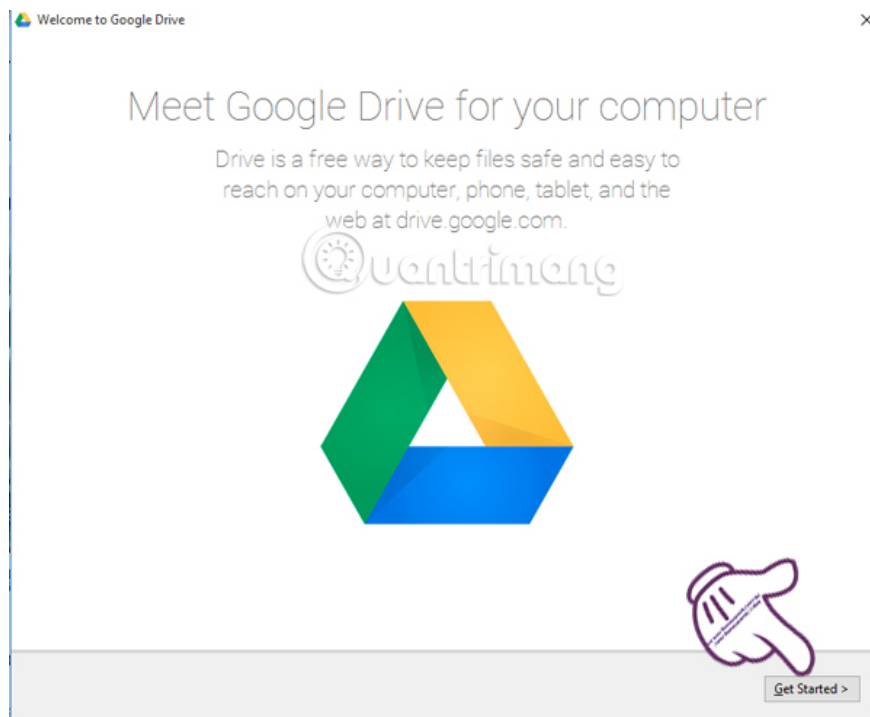 Welcome to Google Drive
Meet Google Drive for your computer
Drive is a free way to keep files safe and easy to
reach on your computer, phone, tablet, and the
web at drive.google.com.
Quantrimang
Get Started >